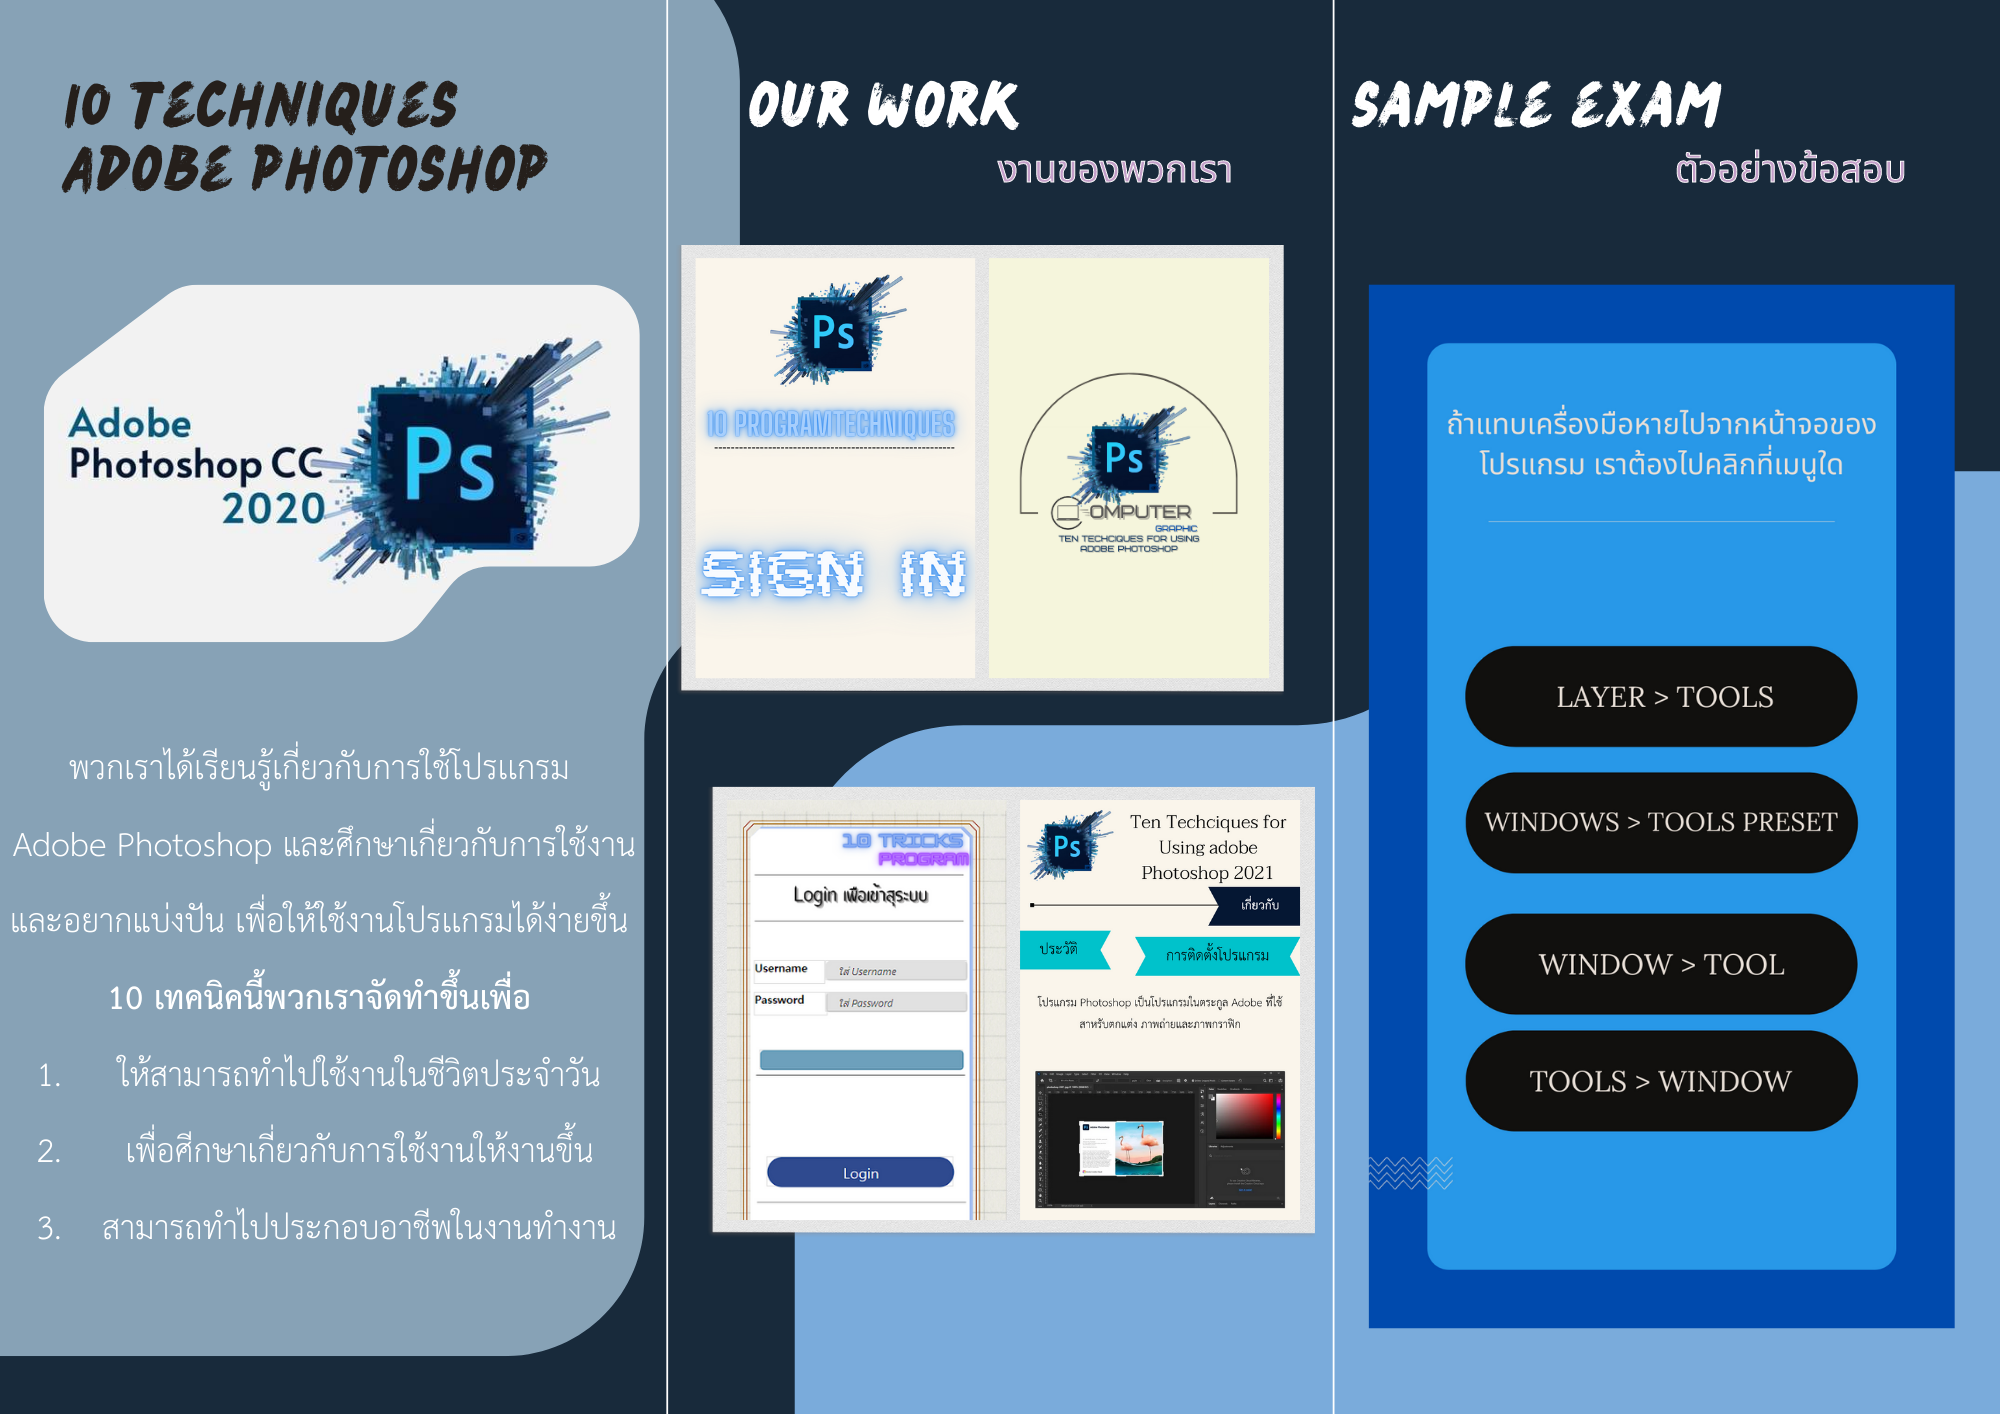 10 TECHNIQUES
ADOBE PHOTOSHOP
Adobe
Photoshop CC
2020
Ps
พวกเราได้เรียนรู้เกี่ยวกับการใช้โปรแกรม
Adobe Photoshop และศึกษาเกี่ยวกับการใช้งาน
และอยากแบ่งปัน เพื่อให้ใช้งานโปรแกรมได้ง่ายขึ้น
10 เทคนิคนี้พวกเราจัดทำขึ้นเพื่อ
1. ให้สามารถทำไปใช้งานในชีวิตประจำวัน
2. เพื่อศึกษาเกี่ยวกับการใช้งานให้งานขึ้น
3. สามารถทำไปประกอบอาชีพในงานทำงาน
OUR WORK
งานของพวกเรา
Ps
10 PROGRAMTECHNIQUES
SIGN IN
Ps
COMPUTER
GRAPHIC
TEN TECHCIQUES FOR USING
ADOBE PHOTOSHOP
10 TRICKS
PROGRAM
Login เพื่อเข้าสุระบบ
Username ใส่ Username
Password ใส่ Password
Login
Ps
Ten Techciques for
Using adobe
Photoshop 2021
เกี่ยวกับ
ประวัติ
การติดตั้งโปรแกรม
โปรแกรม Photoshop เป็นโปรแกรมในตระกูล Adobe ที่ใช้
สาหรับตกแต่ง ภาพถ่ายและภาพกราฟิก
SAMPLE EXAM
ตัวอย่างข้อสอบ
ถ้าแทบเครื่องมือหายไปจากหน้าจอของ
โปรแกรม เราต้องไปคลิกที่เมนูใด
LAYER > TOOLS
WINDOWS > TOOLS PRESET
WINDOW > TOOL
TOOLS > WINDOW